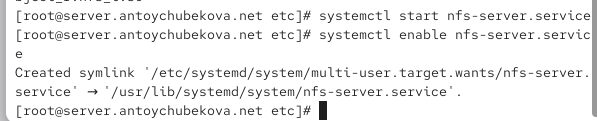 [root@server.antoychubekova.net etc]# systemctl start nfs-server.service
[root@server.antoychubekova.net etc]# systemctl enable nfs-server.servic
e
Created symlink '/etc/systemd/system/multi-user.target.wants/nfs-server.
service' → '/usr/lib/systemd/system/nfs-server.service'.
[root@server.antoychubekova.net etc]#